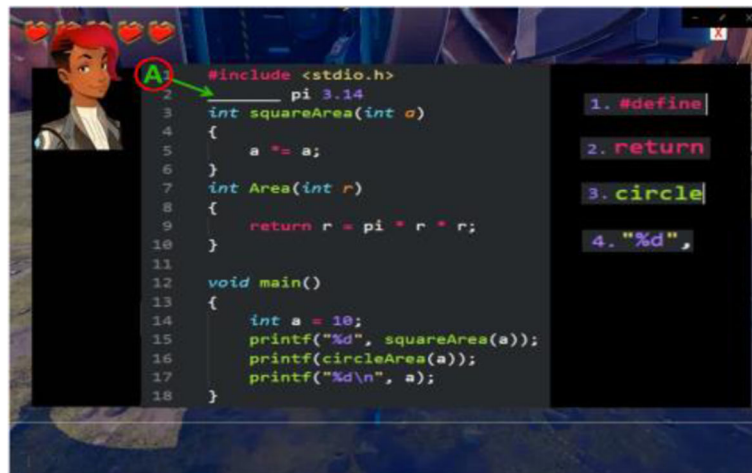 A
1 #include <stdio.h>
2 ______ pi 3.14
3 int squareArea(int a)
4 {
5 a *= a;
6 }
7 int Area(int r)
8 {
9 return r = pi * r * r;
10 }
11
12 void main()
13 {
14 int a = 10;
15 printf("%d", squareArea(a));
16 printf(circleArea(a));
17 printf("%d\n", a);
18 }
1. #define
2. return
3. circle
4. "%d",
X